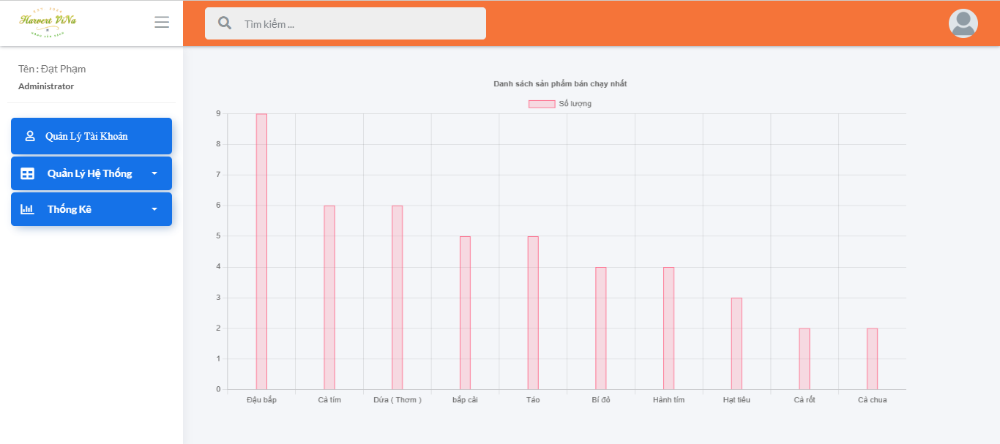 Harvert ViNa
Tìm kiếm ...
Tên : Đạt Phạm
Administrator
Quản Lý Tài Khoản
Quản Lý Hệ Thống
Thống Kê
Danh sách sản phẩm bán chạy nhất
Số lượng
9
8
7
6
5
4
3
2
1
0
Đậu bắp Cà tím Dứa ( Thơm ) bắp cải Táo Bí đỏ Hành tím Hạt tiêu Cà rốt Cà chua